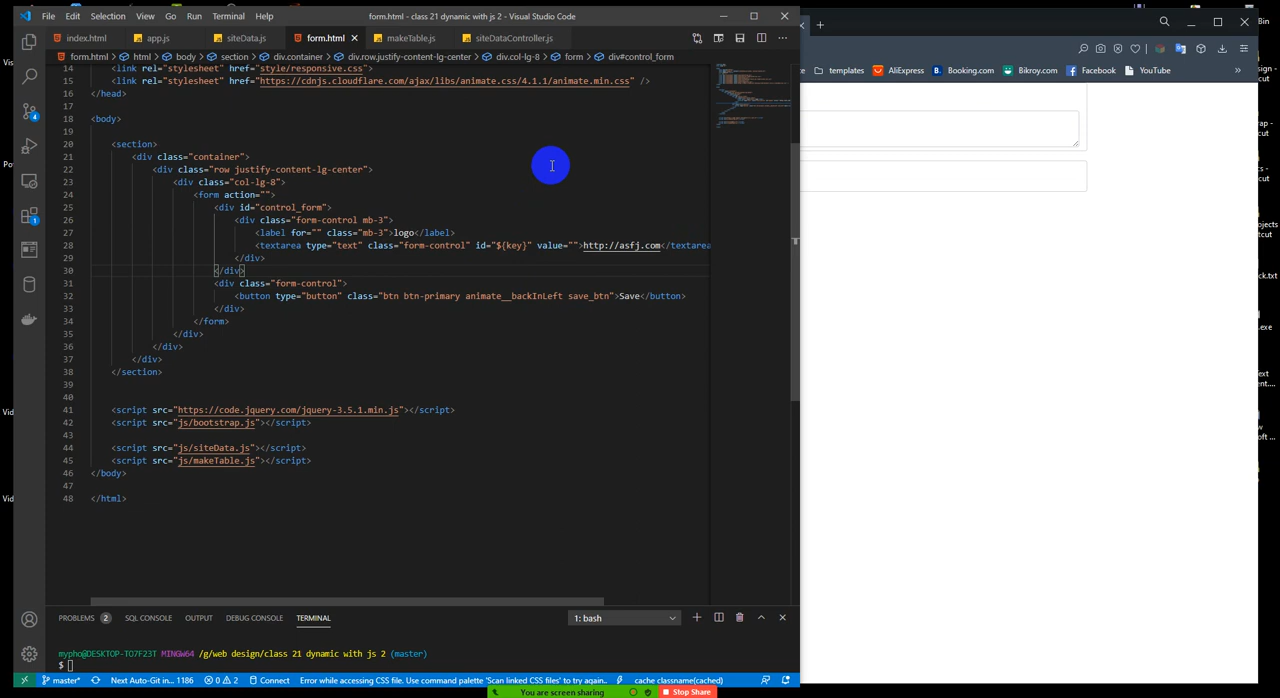 File Edit Selection View Go Run Terminal Help form.html - class 21 dynamic with js 2 - Visual Studio Code
index.html app.js siteData.js form.html makeTable.js siteDataController.js
form.html > html > body > section > div.container > div.row.justify-content-lg-center > div.col-lg-8 > form > div#control_form
templates AliExpress Booking.com Bikroy.com Facebook YouTube
14 <link rel="stylesheet" href="style/responsive.css">
15 <link rel="stylesheet" href="https://cdnjs.cloudflare.com/ajax/libs/animate.css/4.1.1/animate.min.css" />
16 </head>
17
18 <body>
19
20 <section>
21 <div class="container">
22 <div class="row justify-content-lg-center">
23 <div class="col-lg-8">
24 <form action="">
25 <div id="control_form">
26 <div class="form-control mb-3">
27 <label for="" class="mb-3">logo</label>
28 <textarea type="text" class="form-control" id="${key}" value="">http://asfj.com</textarea
29 </div>
30 </div>
31 <div class="form-control">
32 <button type="button" class="btn btn-primary animate__backInLeft save_btn">Save</button>
33 </div>
34 </form>
35 </div>
36 </div>
37 </div>
38 </section>
39
40
41 <script src="https://code.jquery.com/jquery-3.5.1.min.js"></script>
42 <script src="js/bootstrap.js"></script>
43
44 <script src="js/siteData.js"></script>
45 <script src="js/makeTable.js"></script>
46 </body>
47
48 </html>
PROBLEMS 2 SQL CONSOLE OUTPUT DEBUG CONSOLE TERMINAL 1: bash
mypho@DESKTOP-TO7F23T MINGW64 /g/web design/class 21 dynamic with js 2 (master)
$
master* Next Auto-Git in... 1186 0 2 Connect Error while accessing CSS file. Use command palette 'Scan linked CSS files' to try again.. cache classname(cached)
You are screen sharing Stop Share